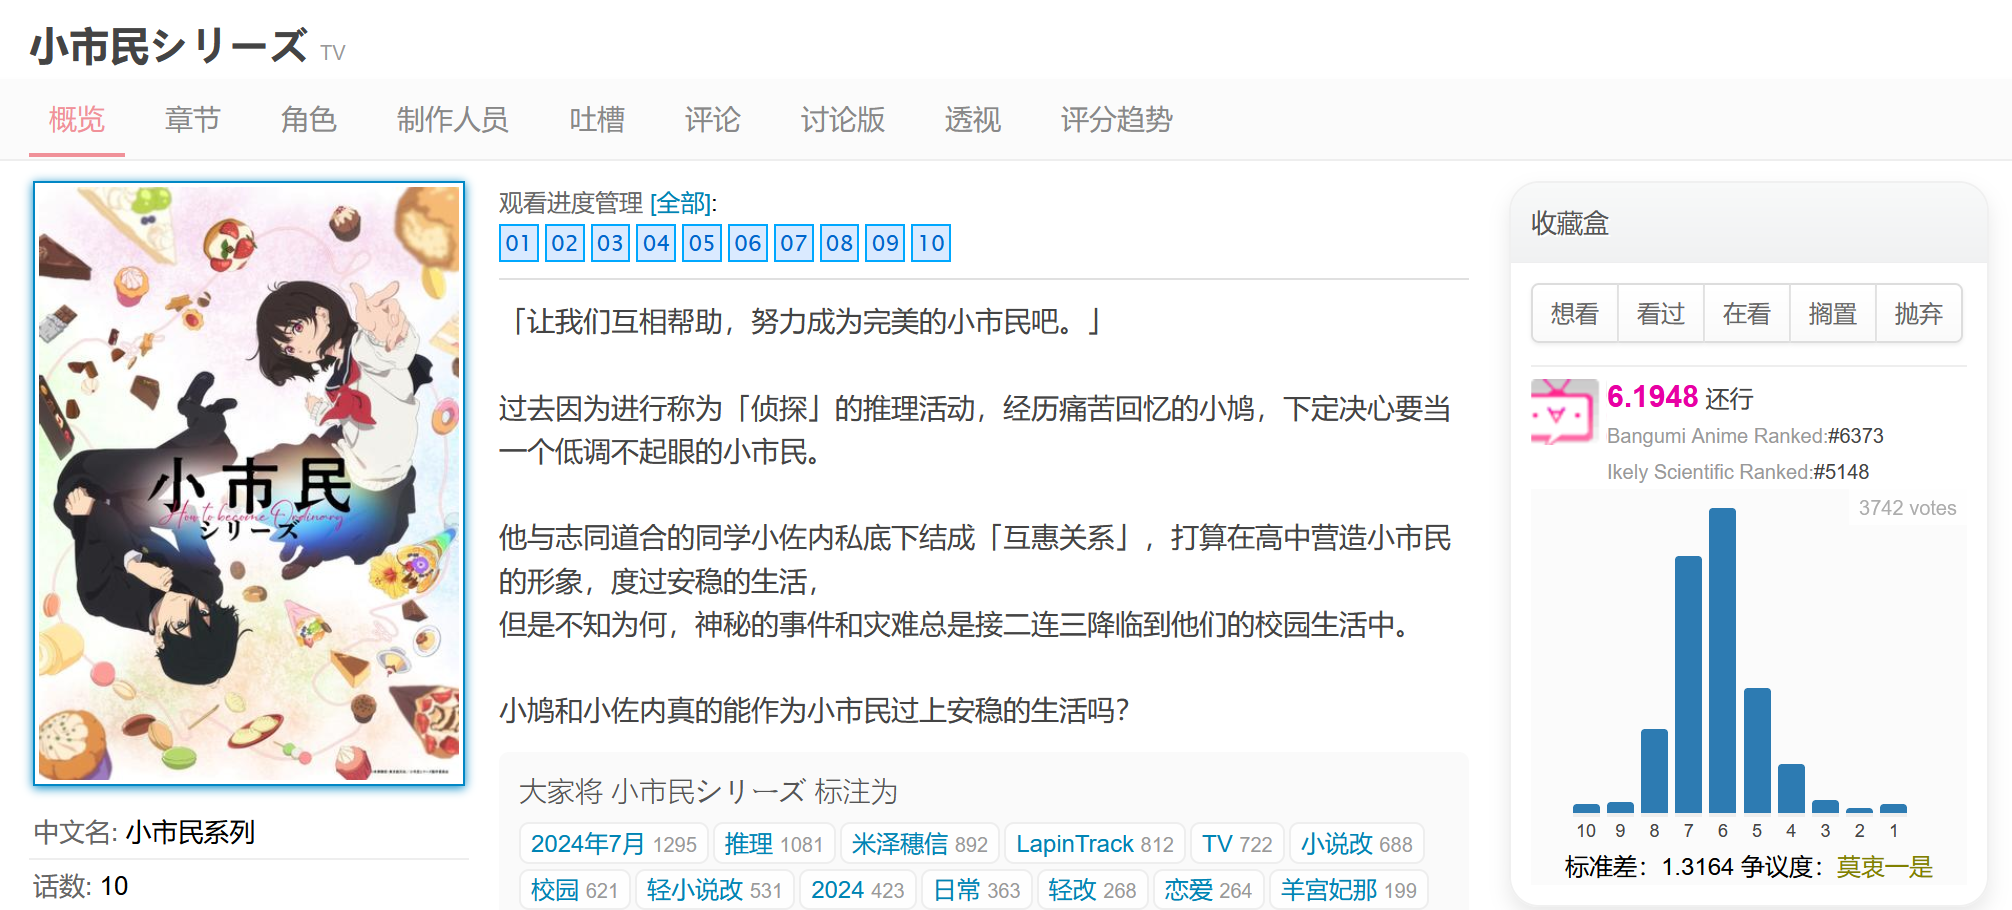 小市民シリーズ TV
概览 章节 角色 制作人员 吐槽 评论 讨论版 透视 评分趋势
小市民
How to become Ordinary
シリーズ
中文名: 小市民系列
话数: 10
观看进度管理 [全部]:
01 02 03 04 05 06 07 08 09 10
「让我们互相帮助，努力成为完美的小市民吧。」
过去因为进行称为「侦探」的推理活动，经历痛苦回忆的小鸠，下定决心要当
一个低调不起眼的小市民。
他与志同道合的同学小佐内私底下结成「互惠关系」，打算在高中营造小市民
的形象，度过安稳的生活，
但是不知为何，神秘的事件和灾难总是接二连三降临到他们的校园生活中。
小鸠和小佐内真的能作为小市民过上安稳的生活吗？
大家将 小市民シリーズ 标注为
2024年7月 1295 推理 1081 米泽穗信 892 LapinTrack 812 TV 722 小说改 688
校园 621 轻小说改 531 2024 423 日常 363 轻改 268 恋爱 264 羊宫妃那 199
收藏盒
想看 看过 在看 搁置 抛弃
6.1948 还行
Bangumi Anime Ranked:#6373
Ikely Scientific Ranked:#5148
3742 votes
10 9 8 7 6 5 4 3 2 1
标准差：1.3164 争议度：莫衷一是